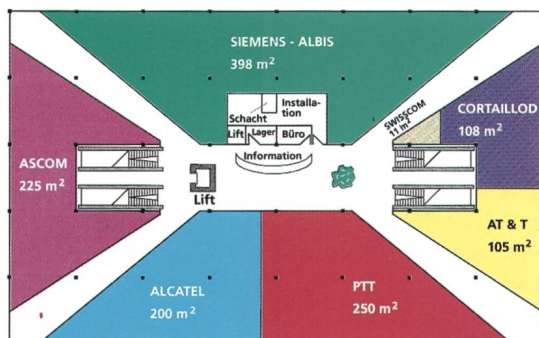 SIEMENS - ALBIS
398 m²
Installa-
tion
Schacht
Lift
Lager
Büro
Information
SWISSCOM
11 m²
CORTAILLOD
108 m²
ASCOM
225 m²
Lift
AT & T
105 m²
ALCATEL
200 m²
PTT
250 m²